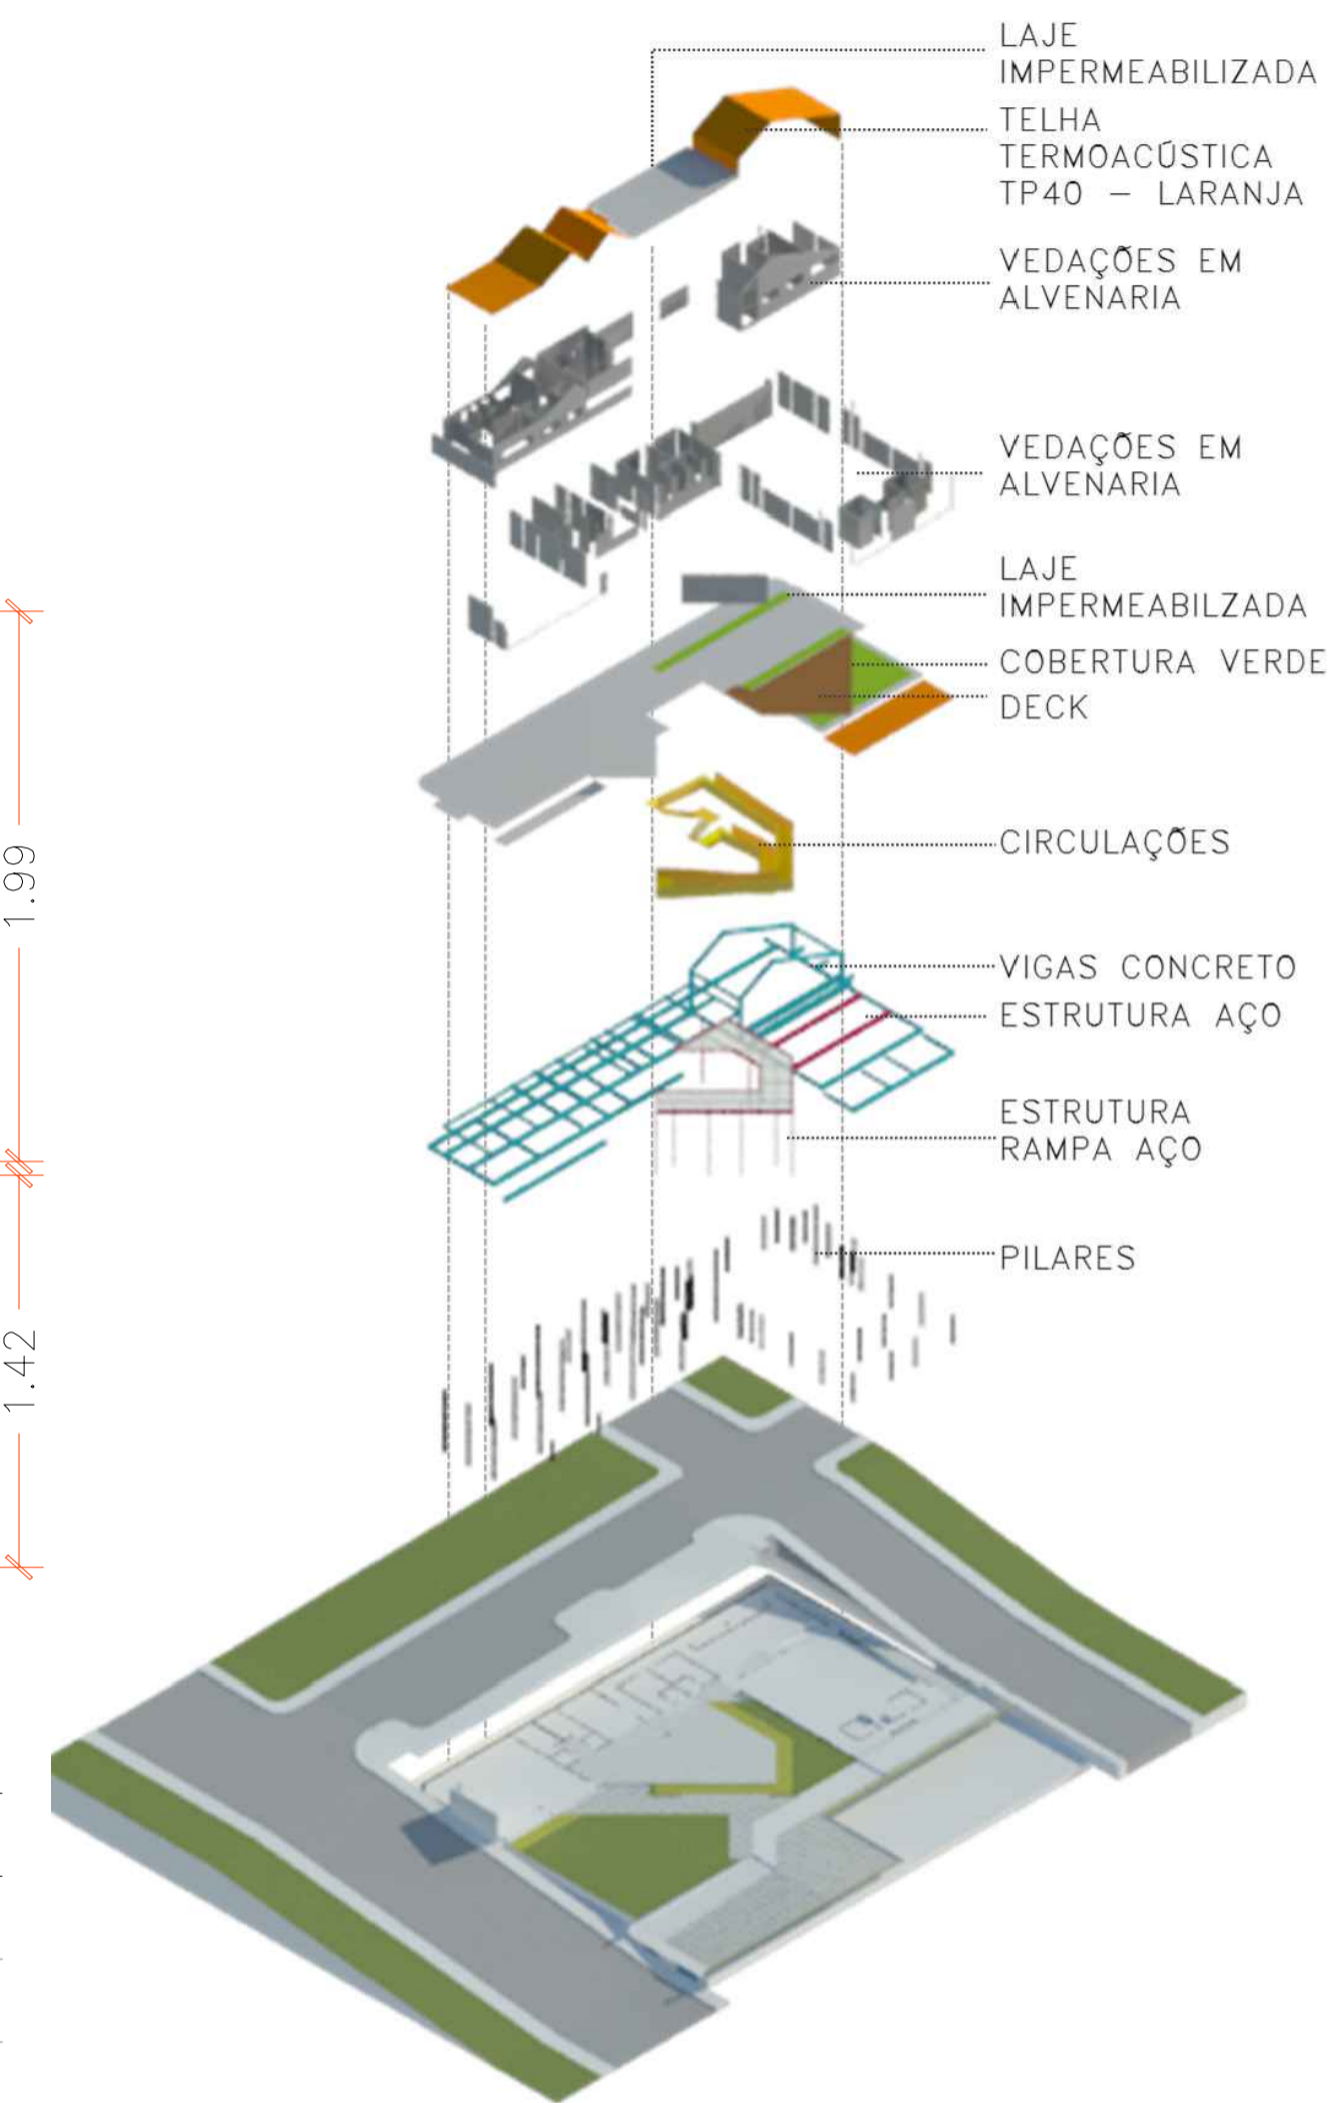 LAJE
IMPERMEABILIZADA
TELHA
TERMOACÚSTICA
TP40 – LARANJA
VEDAÇÕES EM
ALVENARIA
VEDAÇÕES EM
ALVENARIA
LAJE
IMPERMEABILZADA
COBERTURA VERDE
DECK
1.99
CIRCULAÇÕES
VIGAS CONCRETO
ESTRUTURA AÇO
ESTRUTURA
RAMPA AÇO
PILARES
1.42